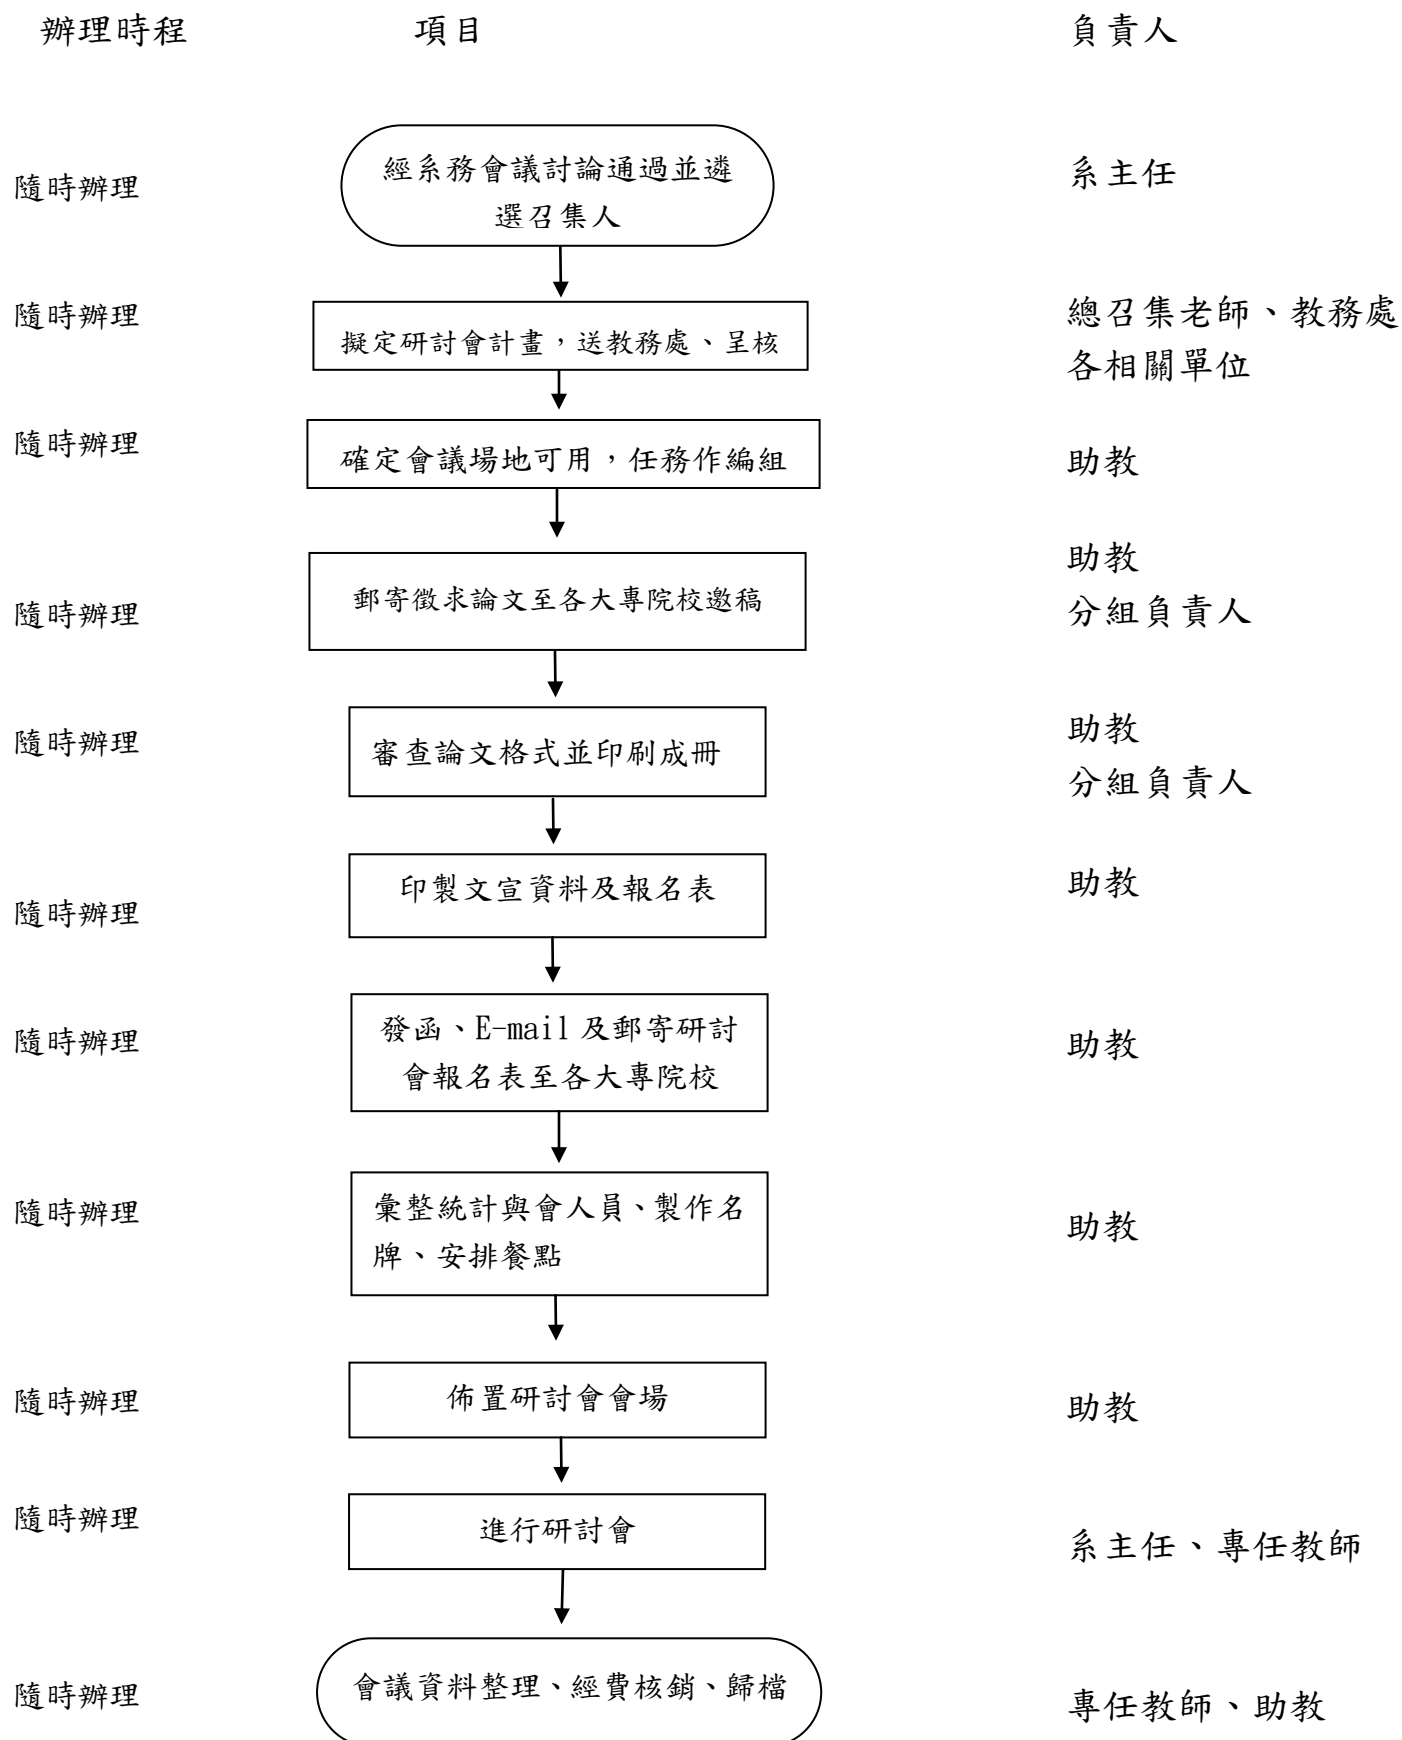 辦理時程 項目 負責人
經系務會議討論通過並遴
選召集人
隨時辦理
系主任
隨時辦理
擬定研討會計畫,送教務處、呈核
總召集老師、教務處
各相關單位
隨時辦理
確定會議場地可用,任務作編組
助教
隨時辦理
郵寄徵求論文至各大專院校邀稿
助教
分組負責人
隨時辦理
審查論文格式並印刷成冊
助教
分組負責人
隨時辦理
印製文宣資料及報名表
助教
隨時辦理
發函、E-mail 及郵寄研討
會報名表至各大專院校
助教
隨時辦理
彙整統計與會人員、製作名
牌、安排餐點
助教
隨時辦理
佈置研討會會場
助教
隨時辦理
進行研討會
系主任、專任教師
隨時辦理
會議資料整理、經費核銷、歸檔
專任教師、助教